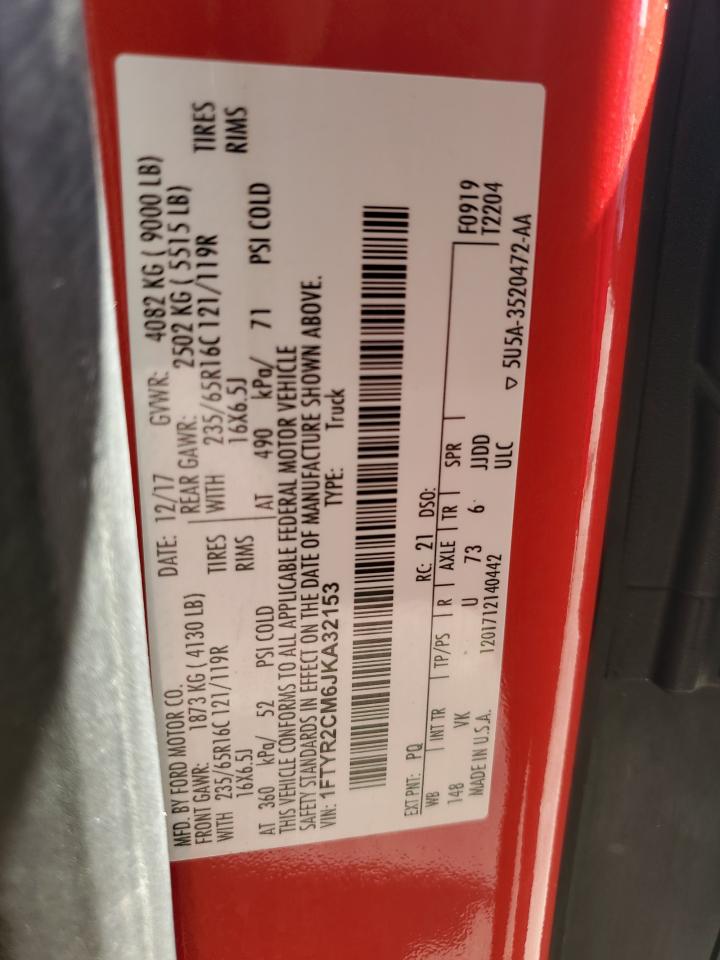 MFD. BY FORD MOTOR CO. DATE: 12/17 GVWR: 4082 KG ( 9000 LB)
FRONT GAWR: 1873 KG ( 4130 LB) REAR GAWR: 2502 KG ( 5515 LB)
WITH 235/65R16C 121/119R TIRES WITH 235/65R16C 121/119R TIRES
16X6.5J RIMS 16X6.5J RIMS
AT 360 kPa/ 52 PSI COLD AT 490 kPa/ 71 PSI COLD
THIS VEHICLE CONFORMS TO ALL APPLICABLE FEDERAL MOTOR VEHICLE
SAFETY STANDARDS IN EFFECT ON THE DATE OF MANUFACTURE SHOWN ABOVE.
VIN: 1FTYR2CM6JKA32153 TYPE: Truck
EXT PNT: PQ RC: 21 DSO:
WB INT TR TP/PS R AXLE TR SPR F0919
148 VK U 73 6 JJDD T2204
MADE IN U.S.A. 1201712140442 ULC
▽ 5U5A-3520472-AA